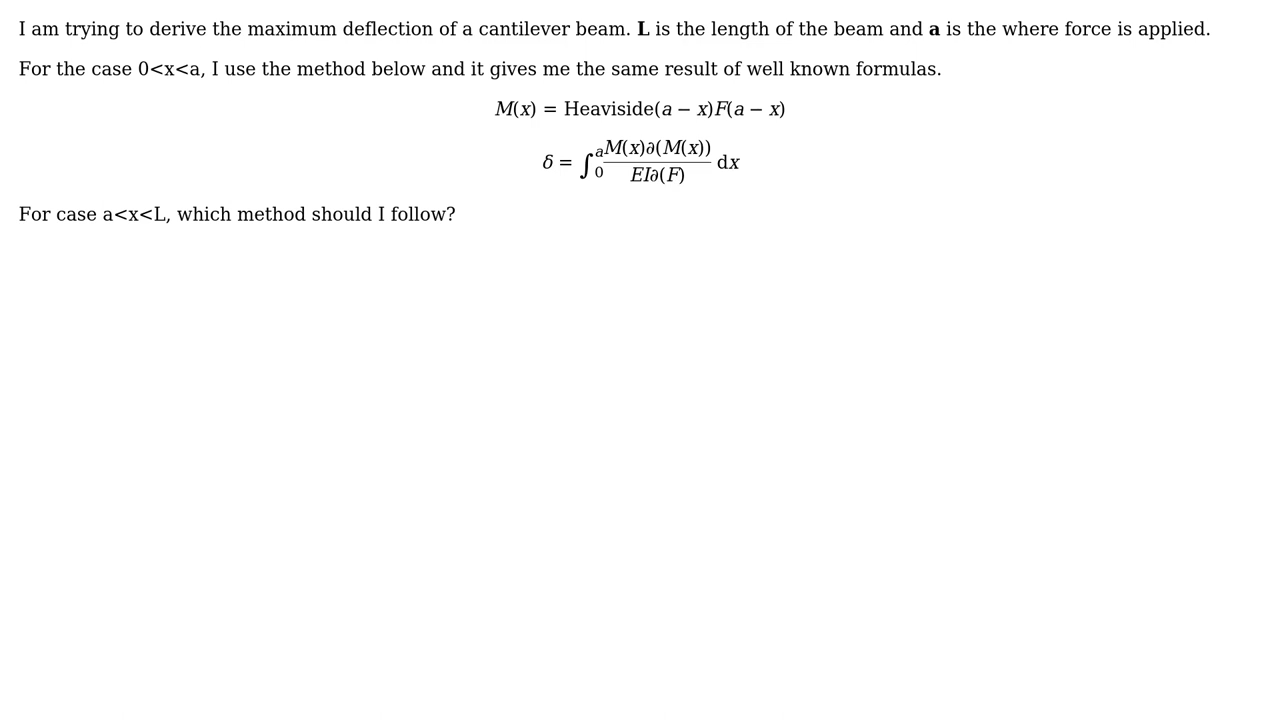 I am trying to derive the maximum deflection of a cantilever beam. L is the length of the beam and a is the where force is applied.
For the case 0<x<a, I use the method below and it gives me the same result of well known formulas.
M(x) = Heaviside(a − x)F(a − x)
δ = ∫₀ᵃ M(x)∂(M(x)) / EI∂(F) dx
For case a<x<L, which method should I follow?